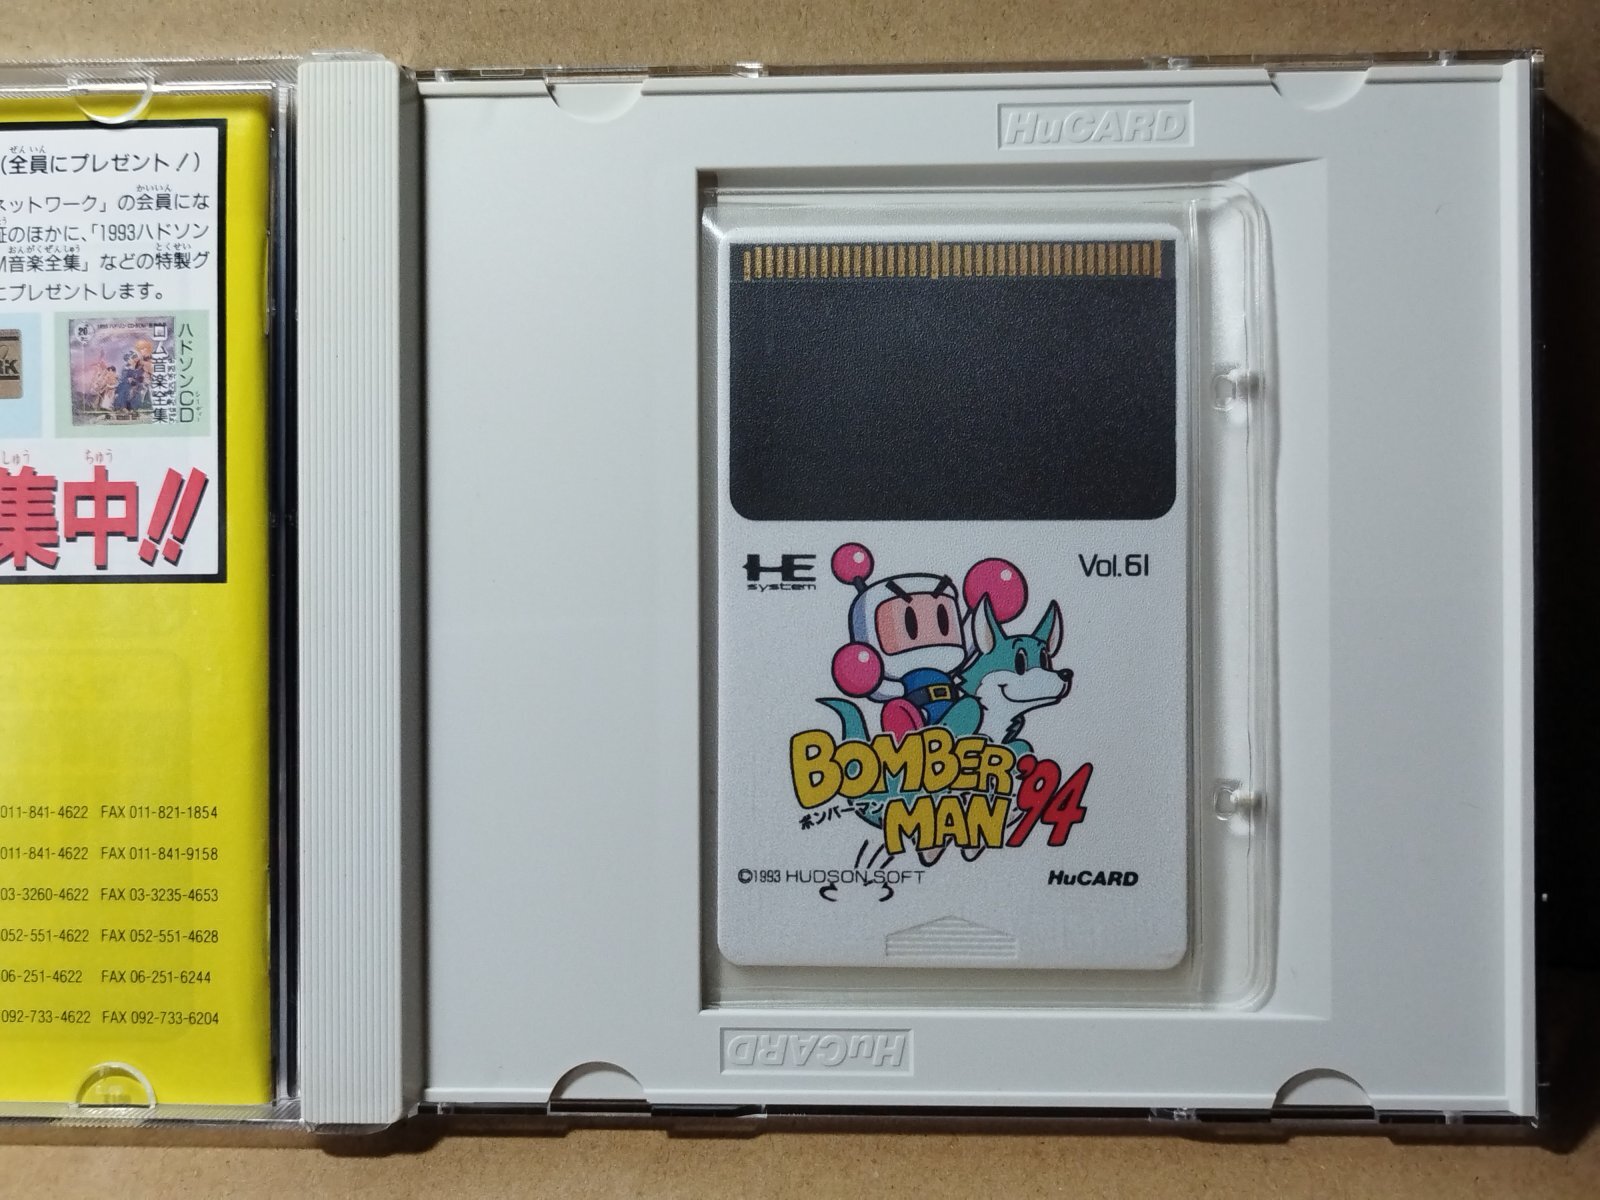 (全員にプレゼント!)
ネットワーク」の会員にな
証のほかに、「1993ハドソン
M音楽全集」などの特製グ
にプレゼントします。
ハドソンCD
ロム音楽全集
集中!!
011-841-4622 FAX 011-821-1854
011-841-4622 FAX 011-841-9158
03-3260-4622 FAX 03-3235-4653
052-551-4622 FAX 052-551-4628
06-251-4622 FAX 06-251-6244
092-733-4622 FAX 092-733-6204
HuCARD
HE
system
Vol.61
BOMBER
MAN '94
ボンバーマン
©1993 HUDSON SOFT
HuCARD
HuCARD